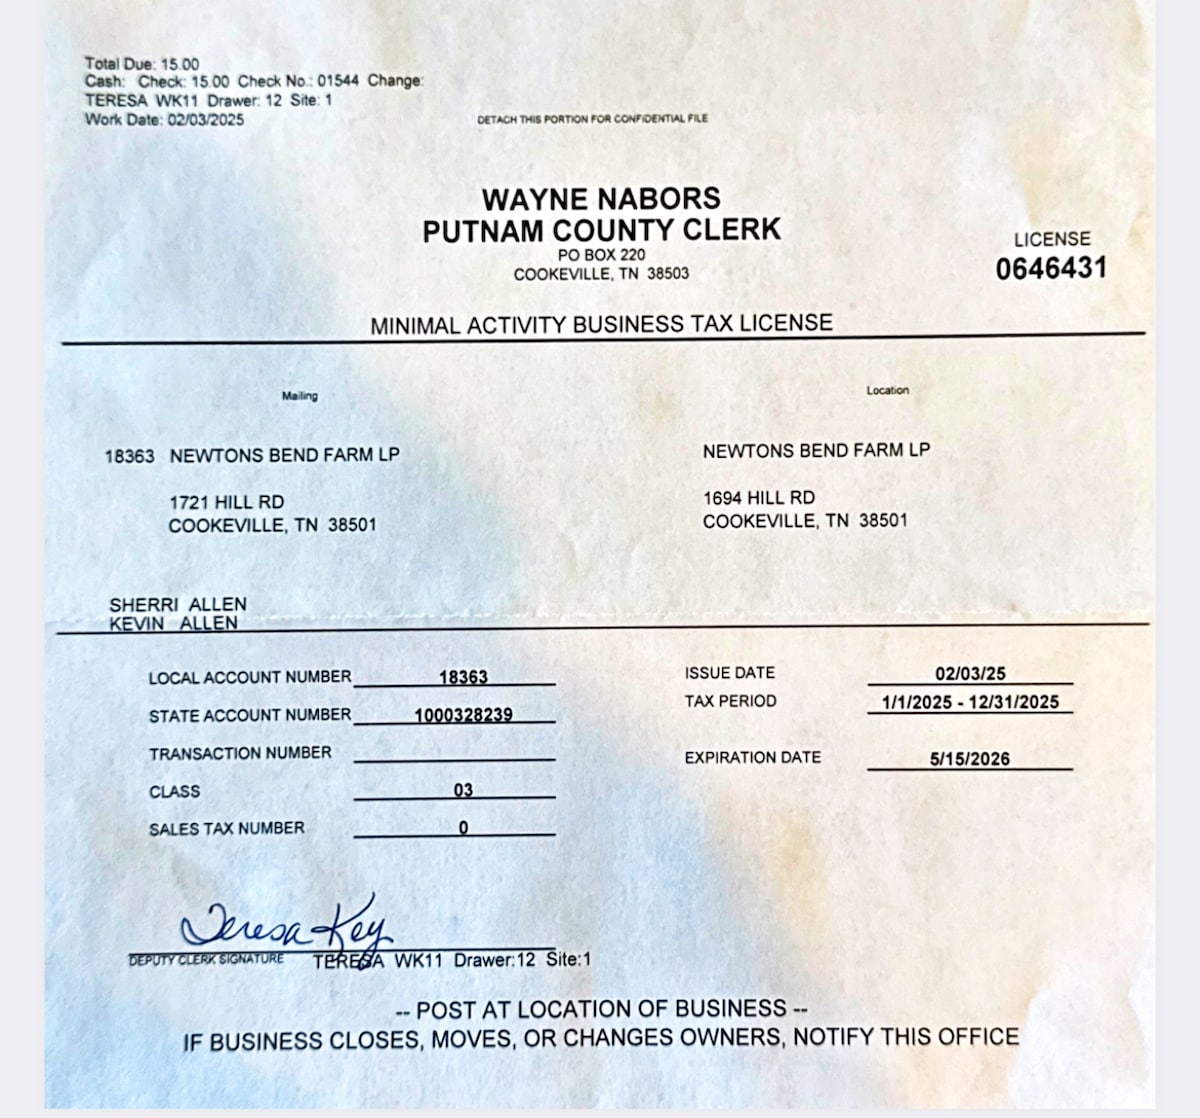 Total Due: 15.00
Cash: Check: 15.00 Check No.: 01544 Change:
TERESA WK11 Drawer: 12 Site: 1
Work Date: 02/03/2025
DETACH THIS PORTION FOR CONFIDENTIAL FILE
WAYNE NABORS
PUTNAM COUNTY CLERK
PO BOX 220
COOKEVILLE, TN 38503
LICENSE
0646431
MINIMAL ACTIVITY BUSINESS TAX LICENSE
Mailing
18363 NEWTONS BEND FARM LP
1721 HILL RD
COOKEVILLE, TN 38501
Location
NEWTONS BEND FARM LP
1694 HILL RD
COOKEVILLE, TN 38501
SHERRI ALLEN
KEVIN ALLEN
LOCAL ACCOUNT NUMBER 18363
STATE ACCOUNT NUMBER 1000328239
TRANSACTION NUMBER
CLASS 03
SALES TAX NUMBER 0
ISSUE DATE 02/03/25
TAX PERIOD 1/1/2025 - 12/31/2025
EXPIRATION DATE 5/15/2026
Teresa Key
DEPUTY CLERK SIGNATURE TERESA WK11 Drawer:12 Site:1
-- POST AT LOCATION OF BUSINESS --
IF BUSINESS CLOSES, MOVES, OR CHANGES OWNERS, NOTIFY THIS OFFICE